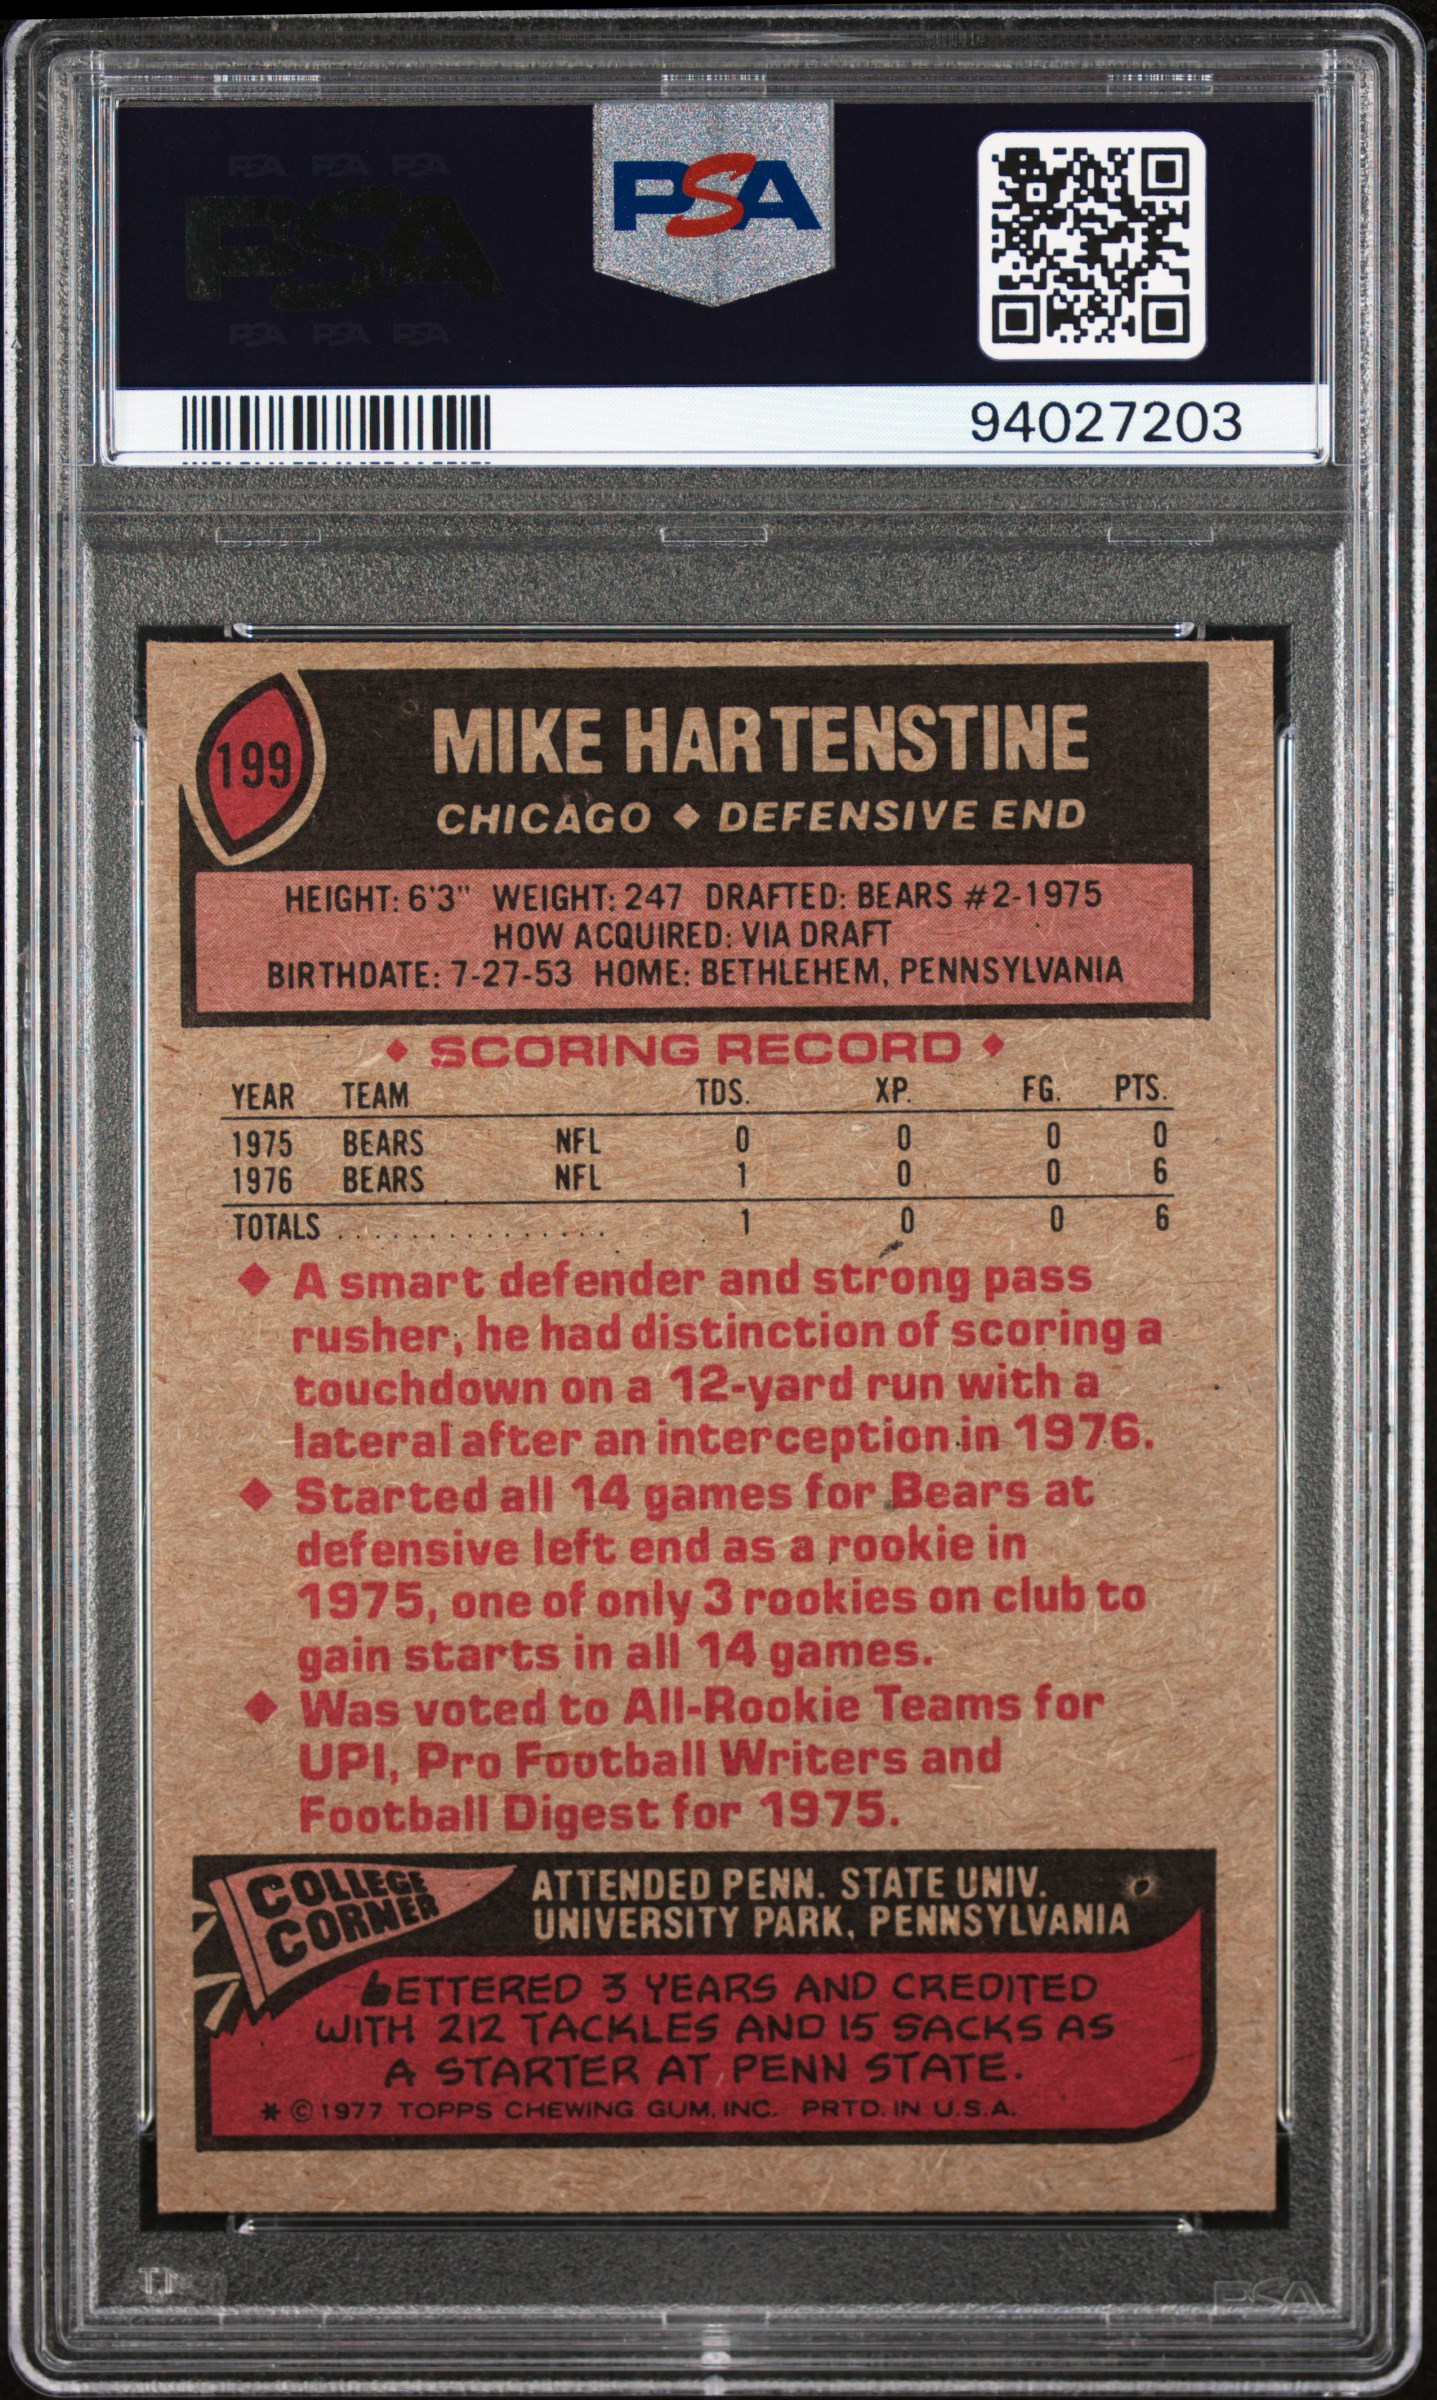 PSA PSA PSA
PSA
PSA PSA PSA
PSA
94027203
199
MIKE HARTENSTINE
CHICAGO ◆ DEFENSIVE END
HEIGHT: 6'3" WEIGHT: 247 DRAFTED: BEARS #2-1975
HOW ACQUIRED: VIA DRAFT
BIRTHDATE: 7-27-53 HOME: BETHLEHEM, PENNSYLVANIA
◆ SCORING RECORD ◆
YEAR TEAM TDS. XP. FG. PTS.
1975 BEARS NFL 0 0 0 0
1976 BEARS NFL 1 0 0 6
TOTALS . . . . . . . . . . . . . . . . 1 0 0 6
◆ A smart defender and strong pass
rusher, he had distinction of scoring a
touchdown on a 12-yard run with a
lateral after an interception in 1976.
◆ Started all 14 games for Bears at
defensive left end as a rookie in
1975, one of only 3 rookies on club to
gain starts in all 14 games.
◆ Was voted to All-Rookie Teams for
UPI, Pro Football Writers and
Football Digest for 1975.
COLLEGE
CORNER
ATTENDED PENN. STATE UNIV.
UNIVERSITY PARK, PENNSYLVANIA
LETTERED 3 YEARS AND CREDITED
WITH 212 TACKLES AND 15 SACKS AS
A STARTER AT PENN STATE.
* © 1977 TOPPS CHEWING GUM, INC. PRTD. IN U.S.A.
PSA